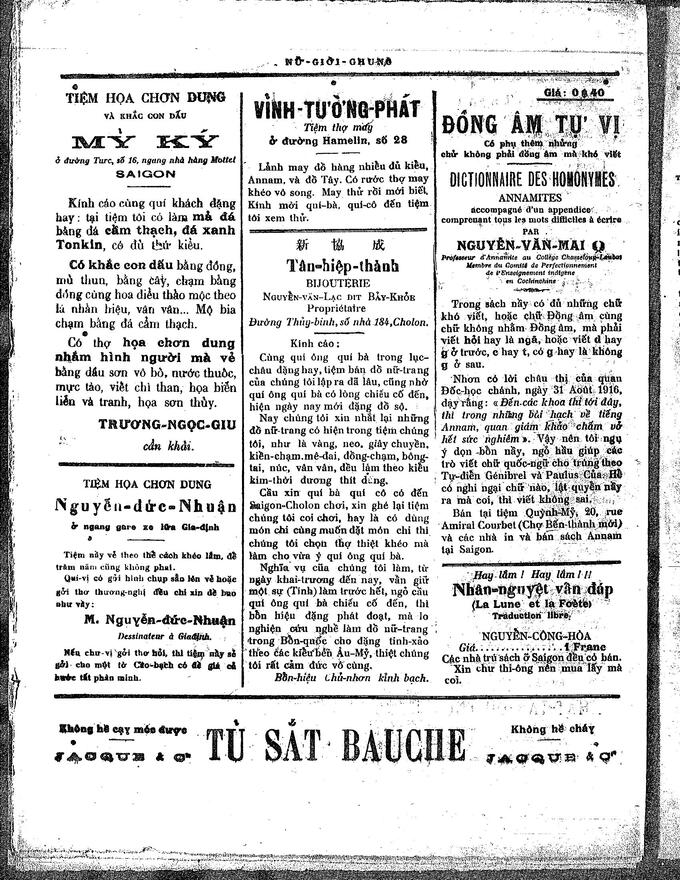 NỮ-GIỚI-CHUNG
TIỆM HỌA CHƠN DUNG
VÀ KHẮC CON DẤU
MỸ KÝ
ở đường Turc, số 16, ngang nhà hàng Mottet
SAIGON
Kính cáo cùng quí khách đặng
hay : tại tiệm tôi có làm mả đá
bằng đá cẩm thạch, đá xanh
Tonkin, có đủ thứ kiểu.
Có khắc con dấu bằng đồng,
mủ thun, bằng cây, chạm bằng
đồng cùng hoa điểu thảo mộc theo
lá nhãn hiệu, vân vân... Mộ bia
chạm bằng đá cẩm thạch.
Có thợ họa chơn dung
nhắm hình người mà vẽ
bằng dầu sơn vô bố, nước thuốc,
mực tào, viết chì than, họa biển
liễn và tranh, họa sơn thủy.
TRƯƠNG-NGỌC-GIU
cẩn khải.
TIỆM HỌA CHƠN DUNG
Nguyễn-đức-Nhuận
ở ngang gare xe lửa Gia-định
Tiệm nầy vẽ theo thể cách khéo lắm, để
trăm năm cũng không phai.
Quí-vị có gởi hình chụp sẵn lên vẽ hoặc
gởi thơ thương-nghị đều chỉ xin đề bao
như vầy :
M. Nguyễn-đức-Nhuận
Dessinateur à Giađịnh.
Nếu chư-vị gởi thơ hỏi, thì tiệm nầy sẽ
gởi cho một tờ Cáo-bạch có đề giá cả
bước tất phân minh.
VĨNH-TƯỜNG-PHÁT
Tiệm thợ mấy
ở đường Hamelin, số 28
Lảnh may đồ hàng nhiều đủ kiểu,
Annam, và đồ Tây. Có rước thợ may
khéo vô song. May thử rồi mới biết.
Kính mời quí-bà, quí-cô đến tiệm
tôi xem thử.
新 協 成
Tân-hiệp-thành
BIJOUTERIE
NGUYỄN-VĂN-LẠC DIT BẢY-KHỎE
Propriétaire
Đường Thủy-binh, số nhà 184, Cholon.
Kính cáo :
Cùng quí ông quí bà trong lục-
châu đặng hay, tiệm bán đồ nữ-trang
của chúng tôi lập ra đã lâu, cũng nhờ
quí ông quí bà có lòng chiếu cố đến,
hiện ngày nay mới đặng đồ sộ.
Nay chúng tôi xin nhắc lại những
đồ nữ-trang có hiện trong tiệm chúng
tôi, như là vàng, neo, giây chuyền,
kiền-chạm,mê-đai, đồng-chạm, bông-
tai, núc, vân vân, đều làm theo kiểu
kim-thời đương thịt dùng.
Cầu xin quí bà quí cô có đến
Saigon-Cholon chơi, xin ghé lại tiệm
chúng tôi coi chơi, hay là có dùng
món chi cùng muốn đặt món chi thì
chúng tôi chọn thợ thiệt khéo mà
làm cho vừa ý quí ông quí bà.
Nghĩa vụ của chúng tôi làm, từ
ngày khai-trương đến nay, vẫn giữ
một sự (Tính) làm trước hết, ngỏ cầu
quí ông quí bà chiếu cố đến, thì
bổn hiệu đặng phát đoạt, mà lo
nghiện cứu nghề làm đồ nữ-trang
trong Bổn-quốc cho đặng tinh-xảo
theo các kiểu bên Âu-Mỹ, thiệt chúng
tôi rất cảm đức vô cùng.
Bổn-hiệu Chủ-nhơn kính bạch.
Giá : 0$40
ĐỒNG ÂM TỰ VỊ
Có phụ thêm những
chữ không phải đồng âm mà khó viết
DICTIONNAIRE DES HOMONYMES
ANNAMITES
accompagné d'un appendice
comprenant tous les mots difficiles à écrire
PAR
NGUYỄN-VĂN-MAI
Professeur d'Annamite au Collège Chasseloup-Laubat
Membre du Comité de Perfectionnement
de l'Enseignement indigène
en Cochinchine
Trong sách nầy có đủ những chữ
khó viết, hoặc chữ Đồng âm cùng
chữ không nhằm Đồng âm, mà phải
viết hỏi hay là ngã, hoặc viết d hay
g ở trước, c hay t, có g hay là không
g ở sau.
Nhơn có lời châu thị của quan
Đốc-học chánh, ngày 31 Août 1916,
dạy rằng : « Đến các khoa thi tới đây,
thì trong những bài hạch về tiếng
Annam, quan giám khảo chấm vở
hết sức nghiêm ». Vậy nên tôi ngụ
ý dọn bổn nầy, ngỏ hầu giúp các
trò viết chữ quốc-ngữ cho trúng theo
Tự-điển Génibrel và Paulus Của. Hễ
có nghi ngại chữ nào, lật quyển nầy
ra mà coi, thì viết không sai.
Bán tại tiệm Quỳnh-Mỹ, 20, rue
Amiral Courbet (Chợ Bến-thành mới)
và các nhà in và bán sách Annam
tại Saigon.
Hay lắm ! Hay lắm ! !!
Nhân-nguyệt vấn đáp
(La Lune et la Poète)
Traduction libre.
NGUYỄN-CÔNG-HÒA
Giá..............1 Franc
Các nhà trữ sách ở Saigon đều có bán.
Xin chư thi-ông nên mua lấy mà
coi.
Không hề cạy móc được
JACQUE & Cie
TỦ SẮT BAUCHE
Không hề cháy
JACQUE & Cie